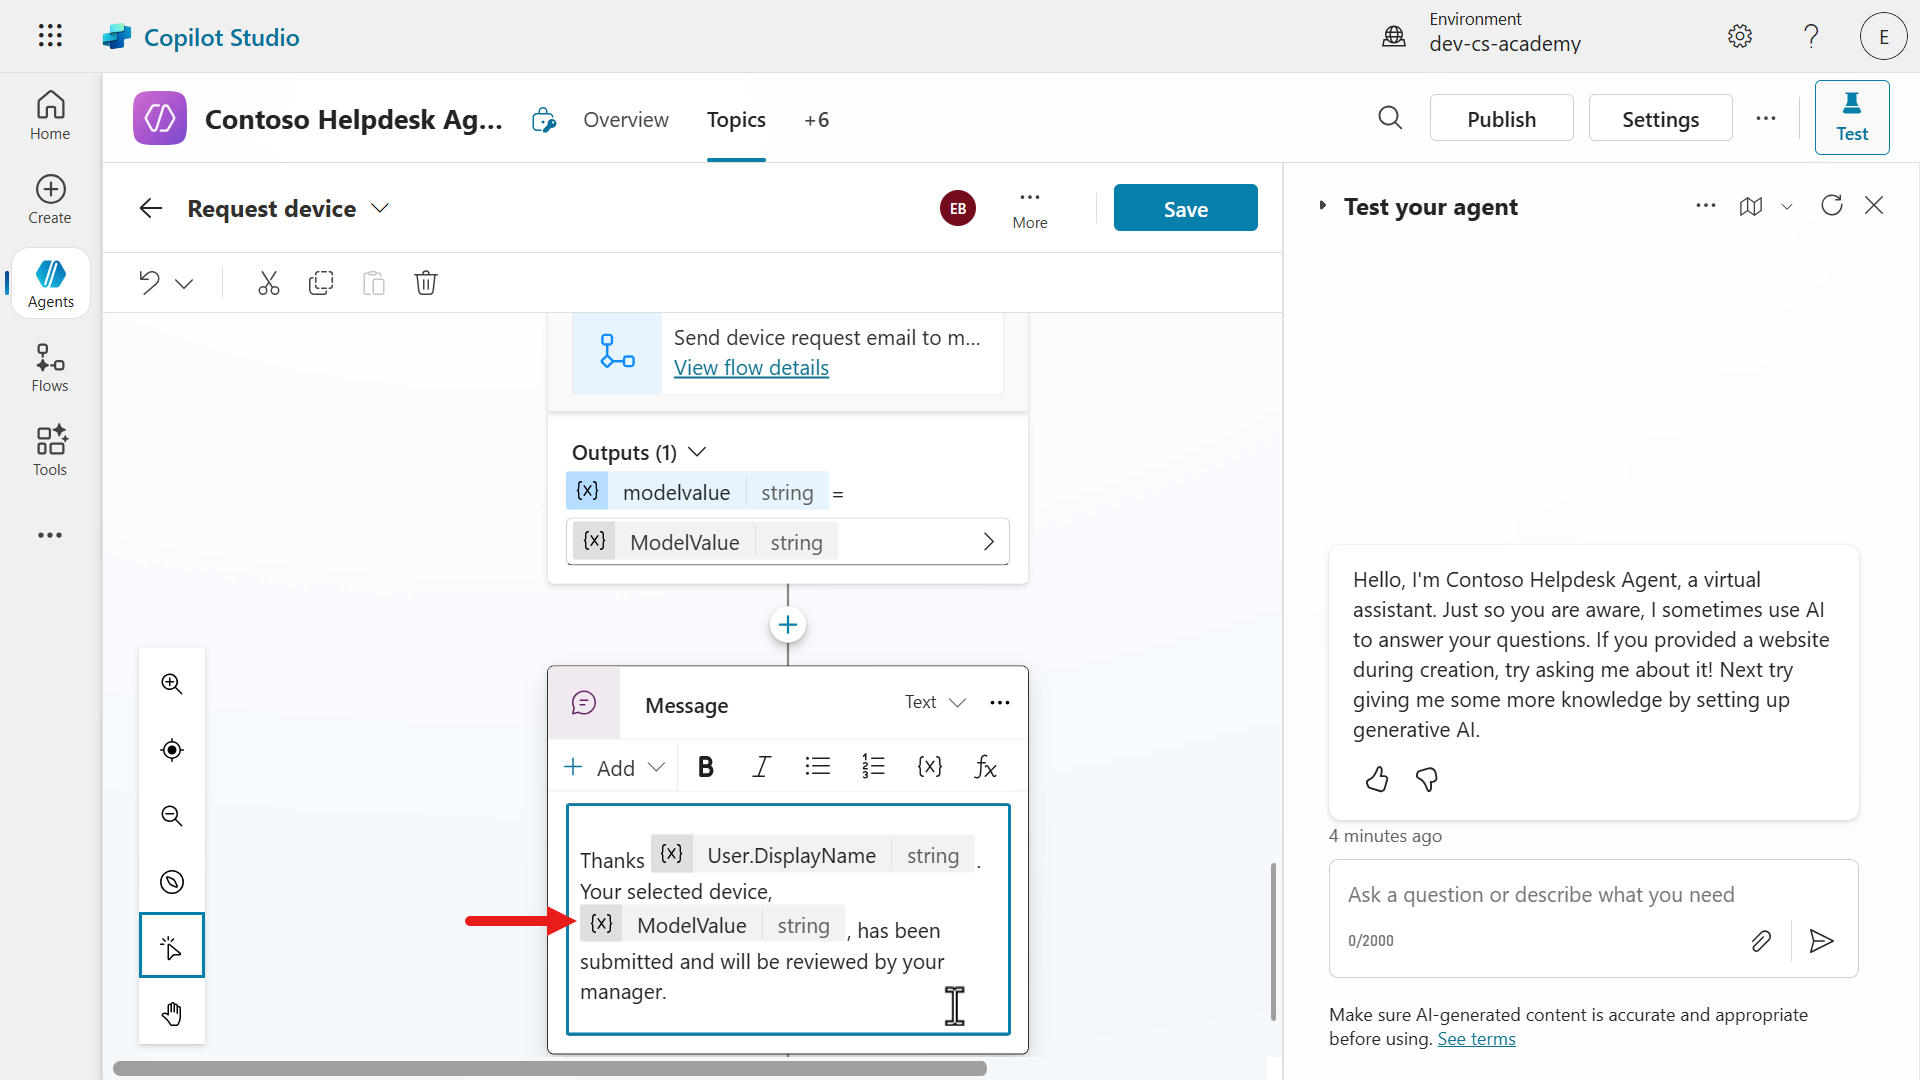 Copilot Studio
Environment
dev-cs-academy
E
Home
Create
Agents
Flows
Tools
Contoso Helpdesk Ag...
Overview
Topics
+6
Publish
Settings
Test
Request device
EB
More
Save
Send device request email to m...
View flow details
Outputs (1)
{x} modelvalue string =
{x} ModelValue string
Message
Text
Add
B I {x} fx
Thanks {x} User.DisplayName string .
Your selected device,
{x} ModelValue string , has been
submitted and will be reviewed by your
manager.
Test your agent
Hello, I'm Contoso Helpdesk Agent, a virtual
assistant. Just so you are aware, I sometimes use AI
to answer your questions. If you provided a website
during creation, try asking me about it! Next try
giving me some more knowledge by setting up
generative AI.
4 minutes ago
Ask a question or describe what you need
0/2000
Make sure AI-generated content is accurate and appropriate
before using. See terms